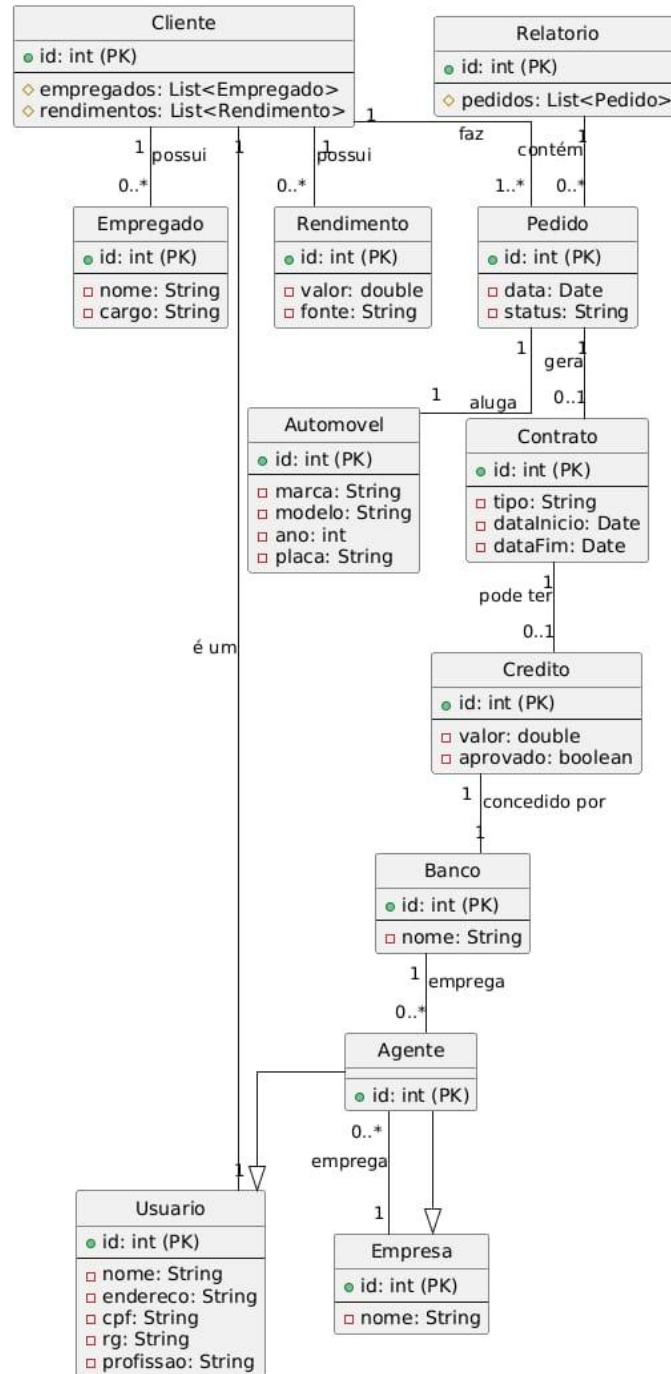 Cliente
id: int (PK)
empregados: List<Empregado>
rendimentos: List<Rendimento>
Relatorio
id: int (PK)
pedidos: List<Pedido>
1
possui
0..*
1
1
possui
0..*
1
faz
1..*
1
contém
0..*
Empregado
id: int (PK)
nome: String
cargo: String
Rendimento
id: int (PK)
valor: double
fonte: String
Pedido
id: int (PK)
data: Date
status: String
1
aluga
1
1
gera
0..1
Automovel
id: int (PK)
marca: String
modelo: String
ano: int
placa: String
Contrato
id: int (PK)
tipo: String
dataInicio: Date
dataFim: Date
1
pode ter
0..1
é um
Credito
id: int (PK)
valor: double
aprovado: boolean
1
concedido por
1
Banco
id: int (PK)
nome: String
1
emprega
0..*
Agente
id: int (PK)
0..*
emprega
1
1
Usuario
id: int (PK)
nome: String
endereco: String
cpf: String
rg: String
profissao: String
Empresa
id: int (PK)
nome: String